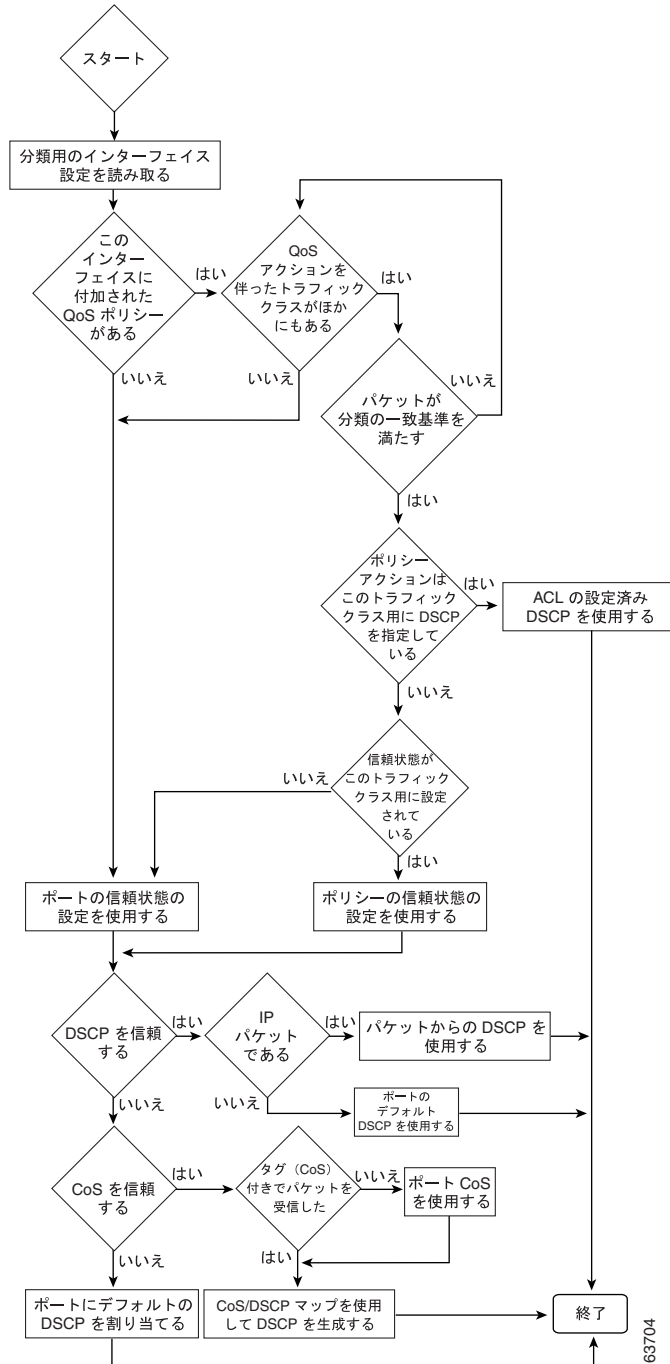 スタート
分類用のインターフェイス
設定を読み取る
この
インター
フェイスに
付加された
QoS ポリシー
がある
はい
いいえ
QoS
アクションを
伴ったトラフィック
クラスがほか
にもある
はい
いいえ
パケットが
分類の一致基準を
満たす
いいえ
はい
ポリシー
アクションは
このトラフィック
クラス用に DSCP
を指定して
いる
はい
ACL の設定済み
DSCP を使用する
いいえ
信頼状態が
このトラフィック
クラス用に設定
されて
いる
いいえ
はい
ポートの信頼状態の
設定を使用する
ポリシーの信頼状態の
設定を使用する
DSCP を信頼
する
はい
いいえ
IP
パケット
である
はい
パケットからの DSCP を
使用する
いいえ
ポートの
デフォルト
DSCP を使用する
CoS を信頼
する
はい
いいえ
タグ（CoS）
付きでパケットを
受信した
いいえ
ポート CoS
を使用する
はい
ポートにデフォルトの
DSCP を割り当てる
CoS/DSCP マップを使用
して DSCP を生成する
終了
63704